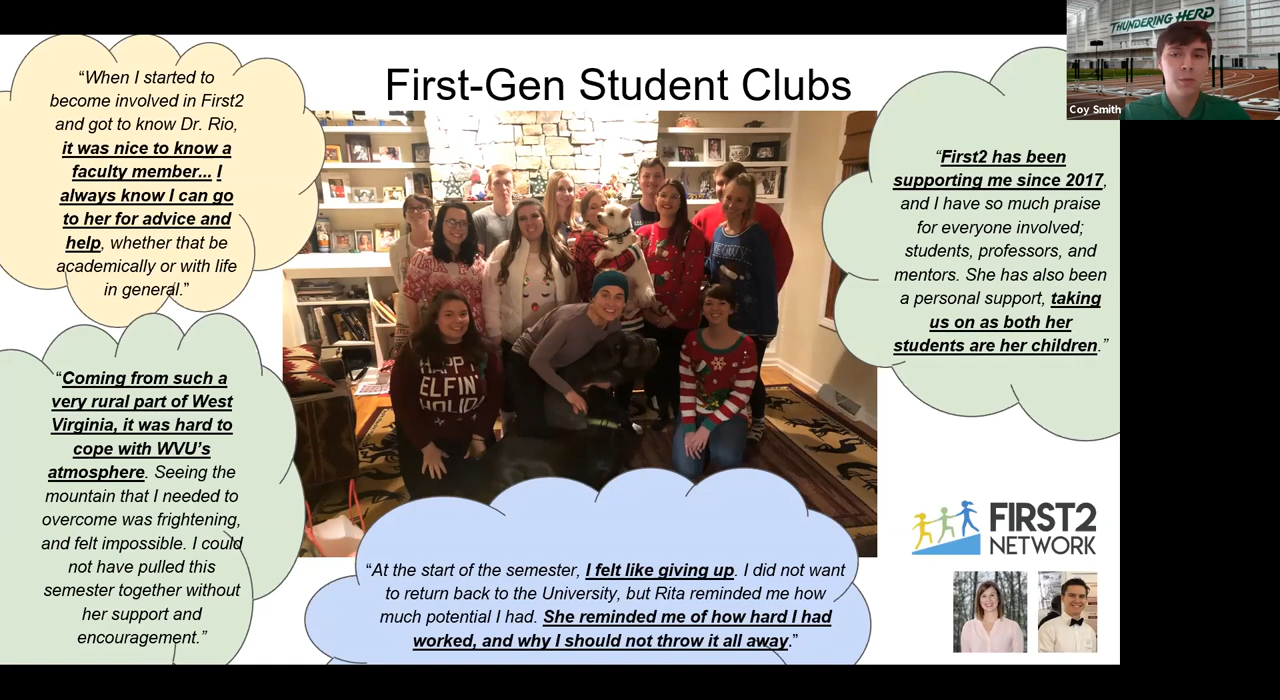 First-Gen Student Clubs
“When I started to
become involved in First2
and got to know Dr. Rio,
it was nice to know a
faculty member... I
always know I can go
to her for advice and
help, whether that be
academically or with life
in general.”
“Coming from such a
very rural part of West
Virginia, it was hard to
cope with WVU’s
atmosphere. Seeing the
mountain that I needed to
overcome was frightening,
and felt impossible. I could
not have pulled this
semester together without
her support and
encouragement.”
“At the start of the semester, I felt like giving up. I did not want
to return back to the University, but Rita reminded me how
much potential I had. She reminded me of how hard I had
worked, and why I should not throw it all away.”
“First2 has been
supporting me since 2017,
and I have so much praise
for everyone involved;
students, professors, and
mentors. She has also been
a personal support, taking
us on as both her
students are her children.”
FIRST2
NETWORK
THUNDERING HERD
Coy Smith
HAPPY
ELFIN'